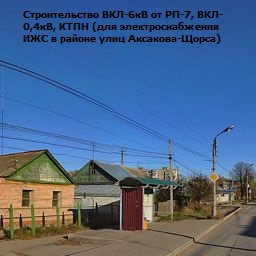 Строительство ВКЛ-6кВ от РП-7, ВКЛ-
0,4кВ, КТПН (для электроснабжения
ИЖС в районе улиц Аксакова-Щорса)